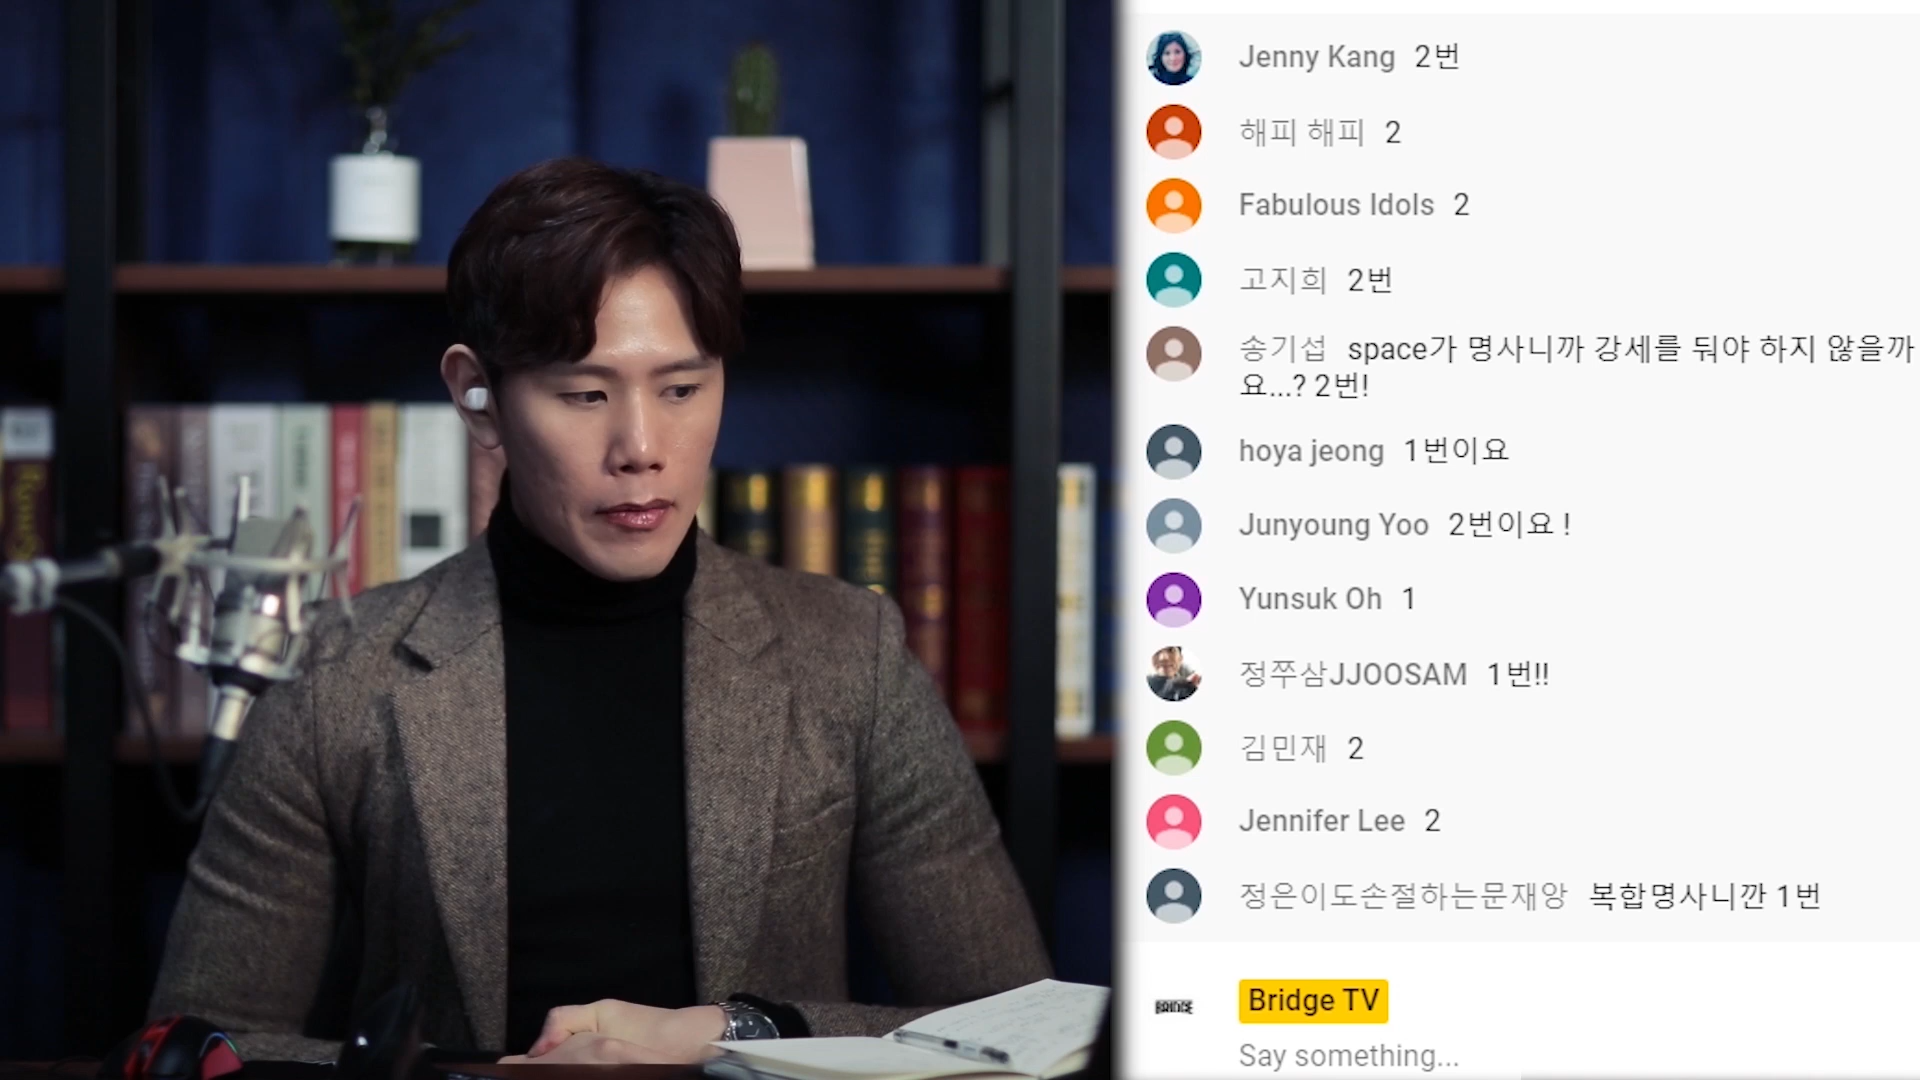 Jenny Kang 2번
해피 해피 2
Fabulous Idols 2
고지희 2번
송기섭 space가 명사니까 강세를 둬야 하지 않을까
요...? 2번!
hoya jeong 1번이요
Junyoung Yoo 2번이요 !
Yunsuk Oh 1
정쭈삼JJOOSAM 1번!!
김민재 2
Jennifer Lee 2
정은이도손절하는문재앙 복합명사니깐 1번
BRIDGE
Bridge TV
Say something...